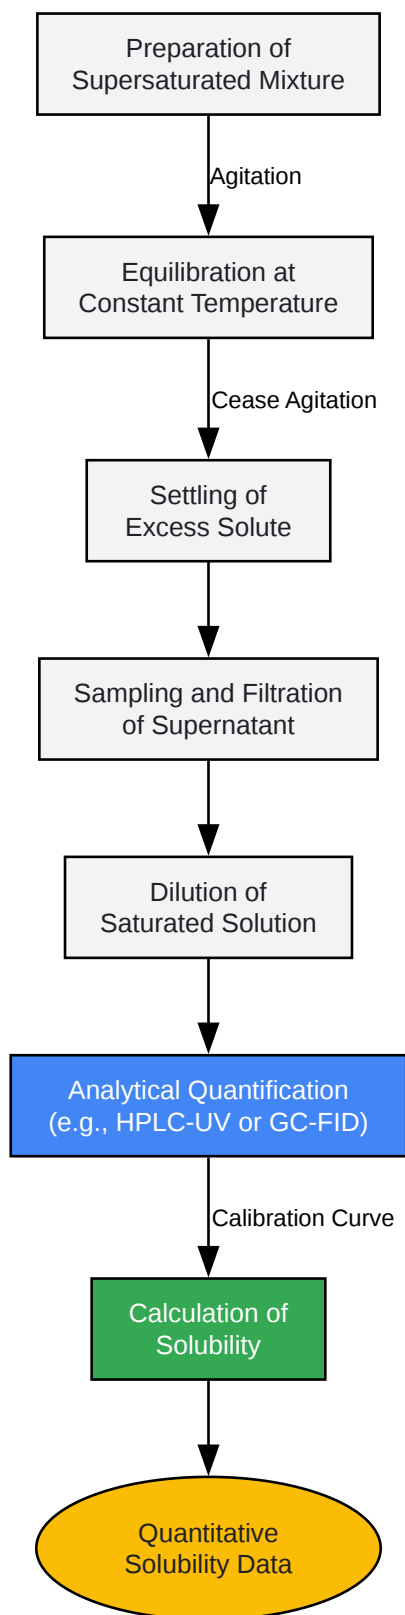 Preparation of
Supersaturated Mixture
Agitation
Equilibration at
Constant Temperature
Cease Agitation
Settling of
Excess Solute
Sampling and Filtration
of Supernatant
Dilution of
Saturated Solution
Analytical Quantification
(e.g., HPLC-UV or GC-FID)
Calibration Curve
Calculation of
Solubility
Quantitative
Solubility Data